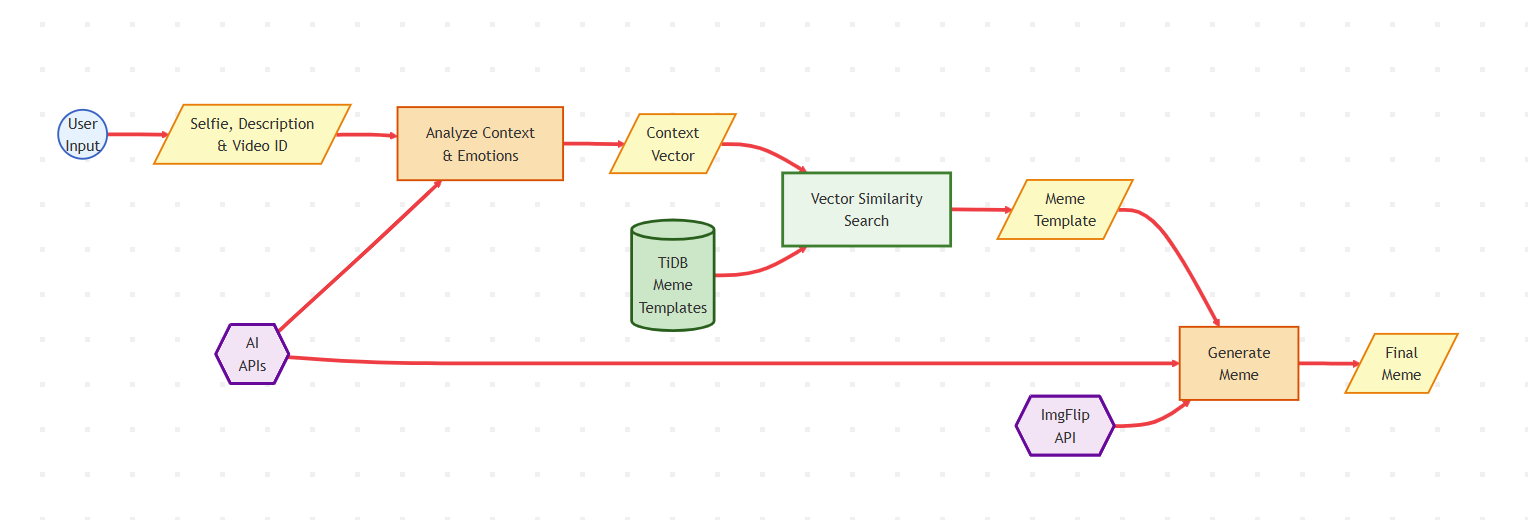 User
Input
Selfie, Description
& Video ID
Analyze Context
& Emotions
Context
Vector
Vector Similarity
Search
Meme
Template
TiDB
Meme
Templates
AI
APIs
Generate
Meme
Final
Meme
ImgFlip
API